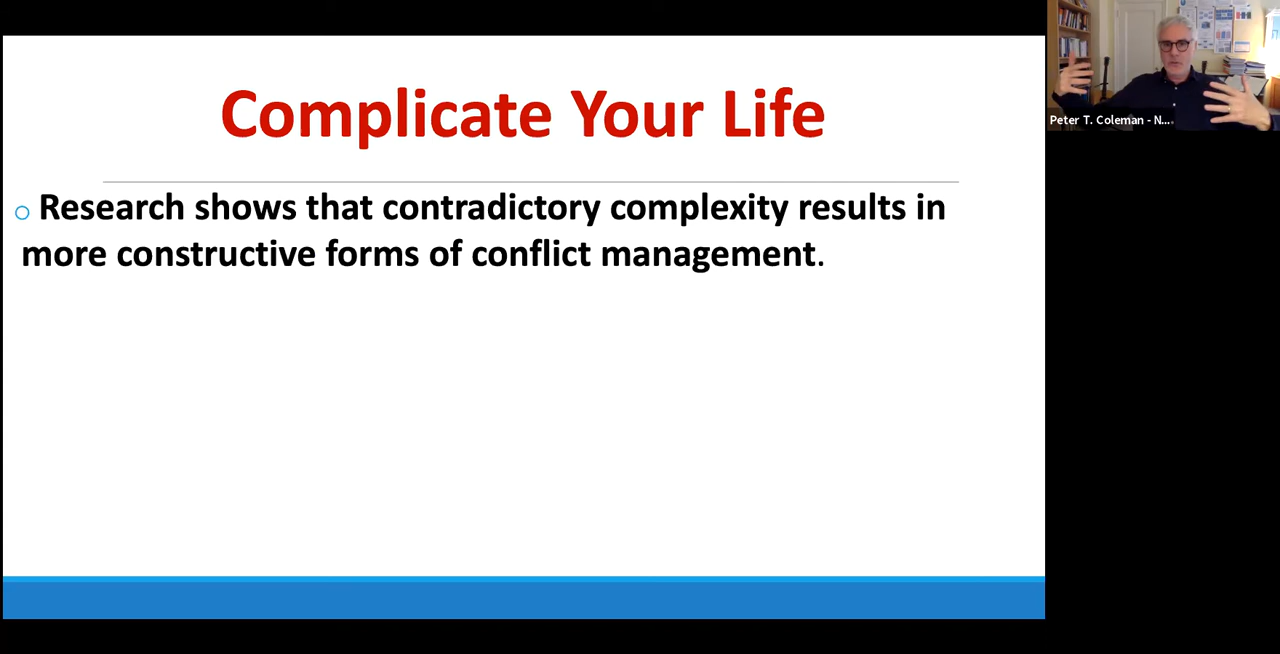 Complicate Your Life
Research shows that contradictory complexity results in
more constructive forms of conflict management.
Peter T. Coleman - N...